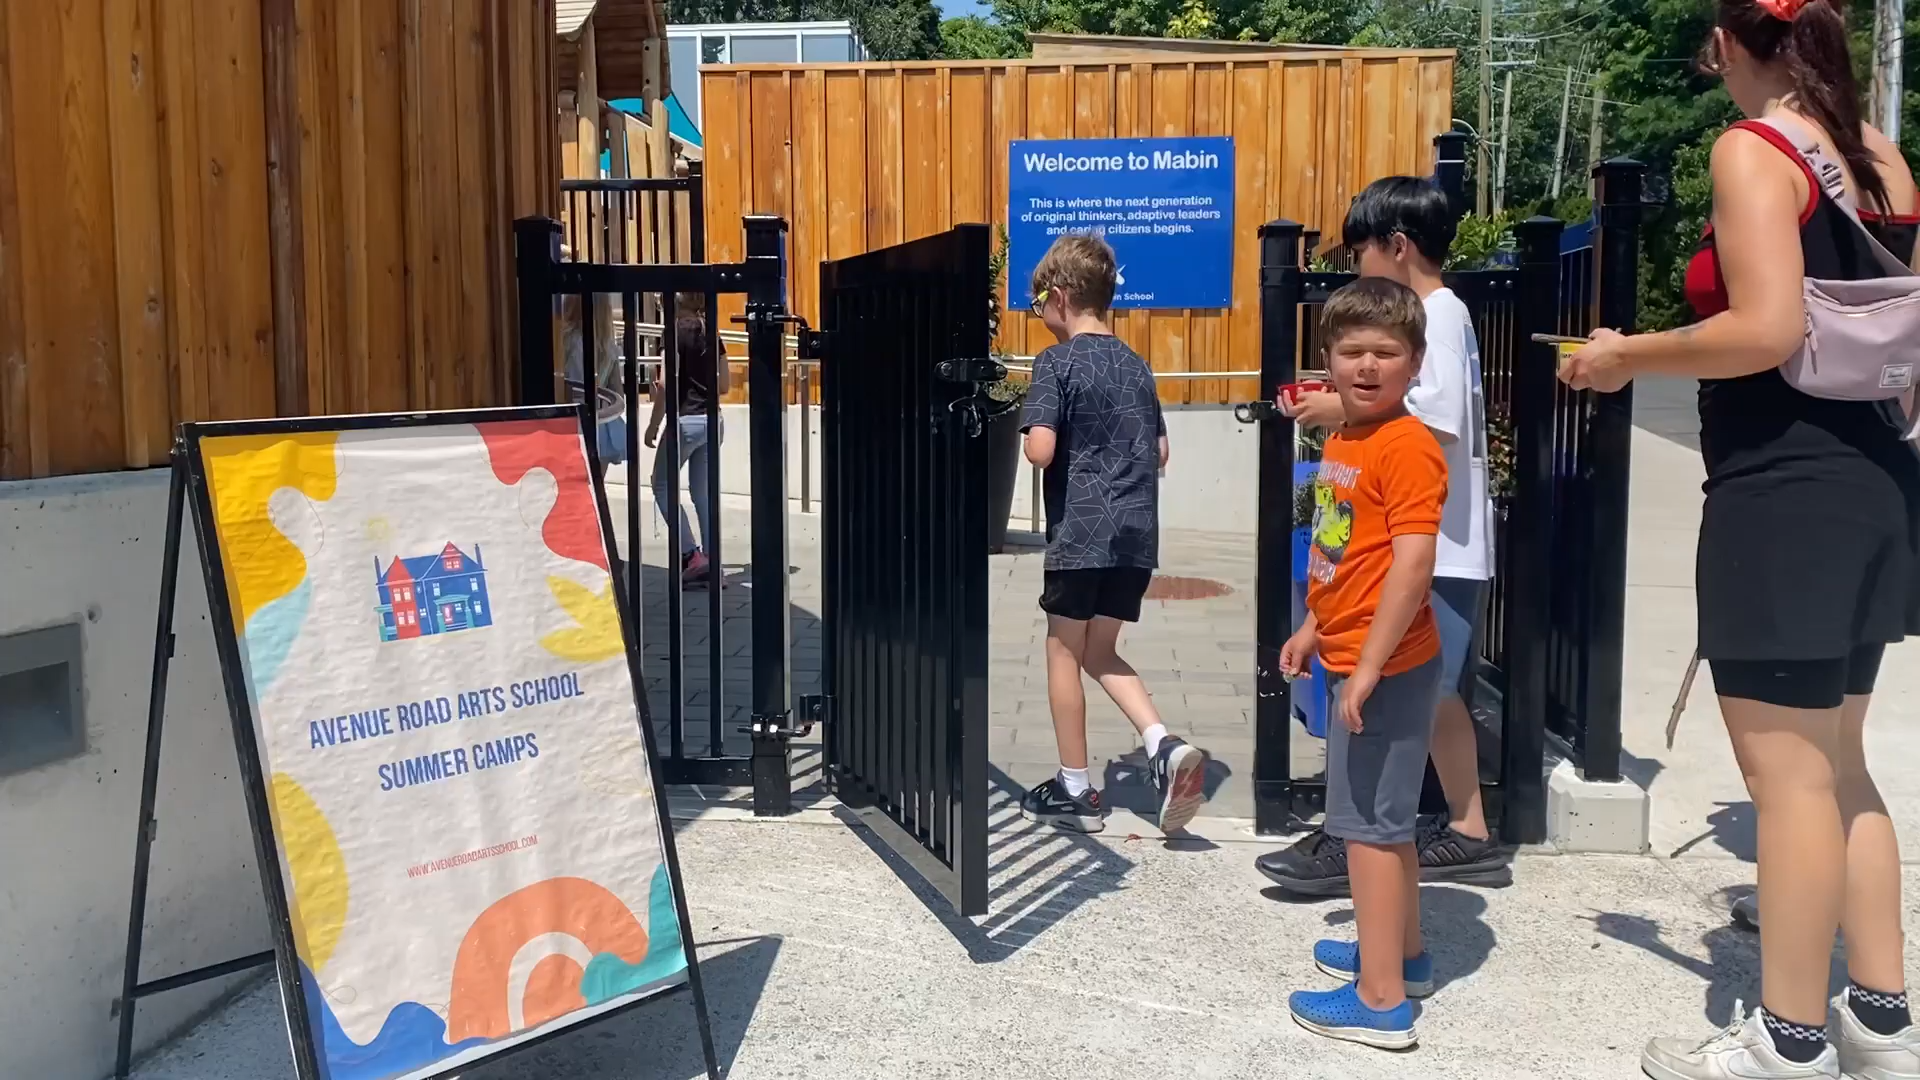 Welcome to Mabin
This is where the next generation
of original thinkers, adaptive leaders
and caring citizens begins.
School
AVENUE ROAD ARTS SCHOOL
SUMMER CAMPS
WWW.AVENUEROADARTSSCHOOL.COM